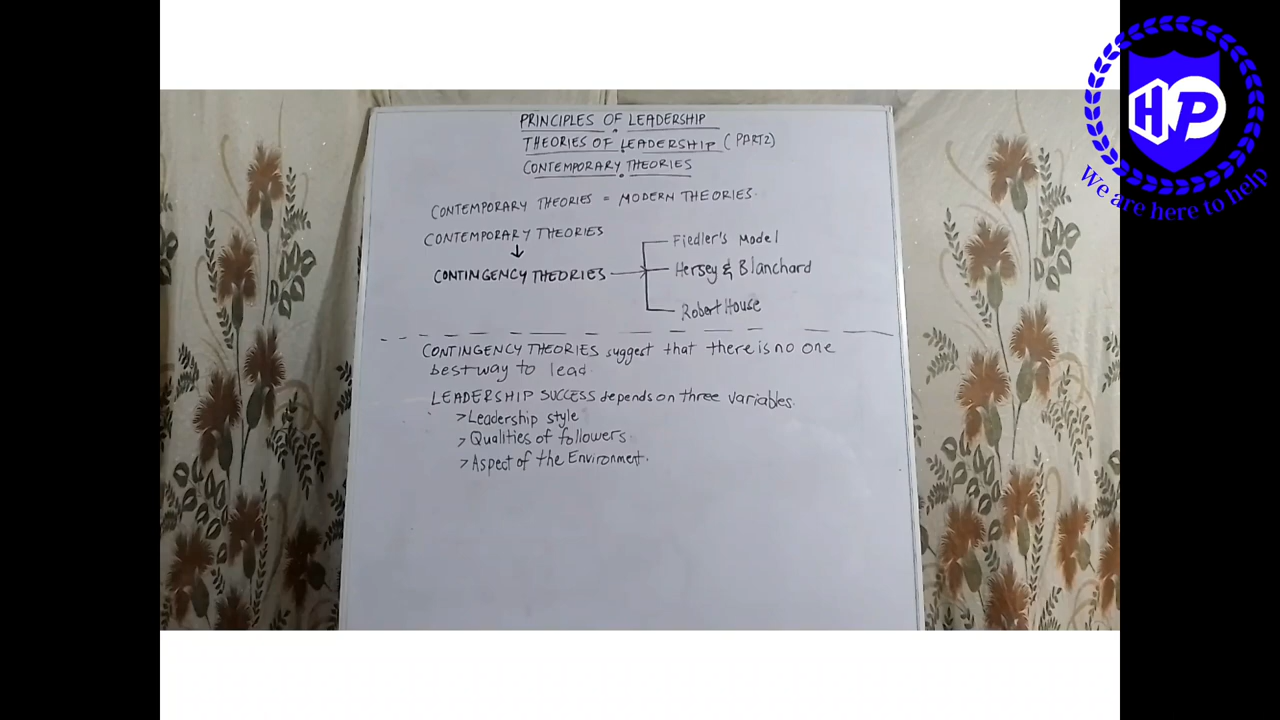 PRINCIPLES OF LEADERSHIP
THEORIES OF LEADERSHIP (PART2)
CONTEMPORARY THEORIES
CONTEMPORARY THEORIES = MODERN THEORIES.
CONTEMPORARY THEORIES
CONTINGENCY THEORIES
Fiedler's Model
Hersey & Blanchard
Robert House
CONTINGENCY THEORIES suggest that there is no one
best way to lead.
LEADERSHIP SUCCESS depends on three variables.
> Leadership style
> Qualities of followers.
> Aspect of the Environment.
HP
We are here to help